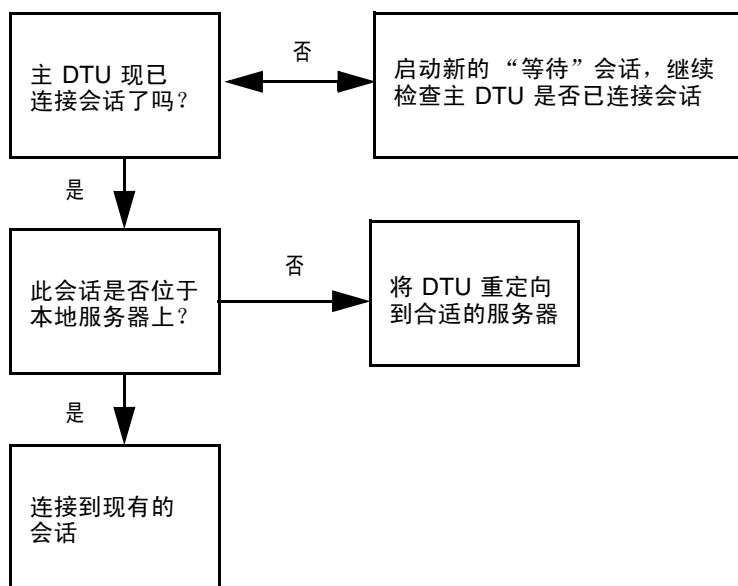 主 DTU 现已
连接会话了吗？
否
启动新的 “等待”会话，继续
检查主 DTU 是否已连接会话
是
此会话是否位于
本地服务器上？
否
将 DTU 重定向
到合适的服务器
是
连接到现有的
会话